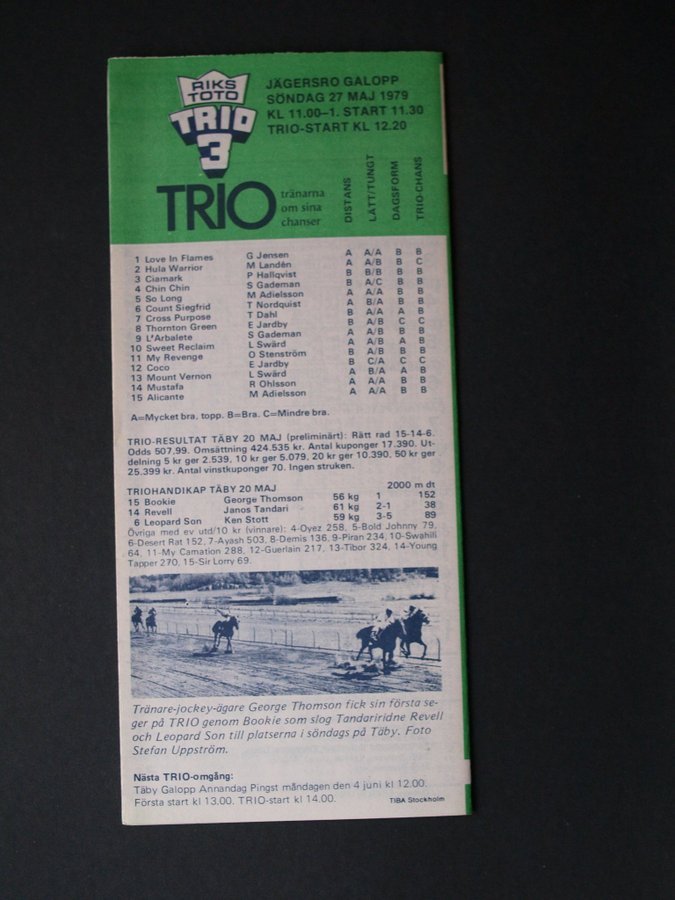 RIKS
TOTO
TRIO
3
JÄGERSRO GALOPP
SÖNDAG 27 MAJ 1979
KL 11.00–1. START 11.30
TRIO-START KL 12.20
TRIO
tränarna
om sina
chanser
DISTANS
LÄTT/TUNGT
DAGSFORM
TRIO-CHANS
1 Love In Flames G Jensen A A/A B B
2 Hula Warrior M Landén A A/B B C
3 Ciamark P Hallqvist B B/B B B
4 Chin Chin S Gademan B A/C B B
5 So Long M Adielsson A A/A B B
6 Count Siegfrid T Nordquist A B/A B B
7 Cross Purpose T Dahl B A/A A B
8 Thornton Green E Jardby B A/B C C
9 L'Arbalete S Gademan A A/B B B
10 Sweet Reclaim L Swärd A A/B A B
11 My Revenge O Stenström B A/B B B
12 Coco E Jardby B C/A C C
13 Mount Vernon L Swärd A B/A A B
14 Mustafa R Ohlsson A A/A B B
15 Alicante M Adielsson A A/A B B
A=Mycket bra, topp. B=Bra. C=Mindre bra.
TRIO-RESULTAT TÄBY 20 MAJ (preliminärt): Rätt rad 15-14-6.
Odds 507,99. Omsättning 424.535 kr. Antal kuponger 17.390. Ut-
delning 5 kr ger 2.539, 10 kr ger 5.079, 20 kr ger 10.390, 50 kr ger
25.399 kr. Antal vinstkuponger 70. Ingen struken.
TRIOHANDIKAP TÄBY 20 MAJ 2000 m dt
15 Bookie George Thomson 56 kg 1 152
14 Revell Janos Tandari 61 kg 2-1 38
6 Leopard Son Ken Stott 59 kg 3-5 89
Övriga med ev utd/10 kr (vinnare): 4-Oyez 258, 5-Bold Johnny 79,
6-Desert Rat 152, 7-Ayash 503, 8-Demis 136, 9-Piran 234, 10-Swahili
64, 11-My Camation 288, 12-Guerlain 217, 13-Tibor 324, 14-Young
Tapper 270, 15-Sir Lorry 69.
Tränare-jockey-ägare George Thomson fick sin första se-
ger på TRIO genom Bookie som slog Tandariridne Revell
och Leopard Son till platserna i söndags på Täby. Foto
Stefan Uppström.
Nästa TRIO-omgång:
Täby Galopp Annandag Pingst måndagen den 4 juni kl 12.00.
Första start kl 13.00. TRIO-start kl 14.00.
TIBA Stockholm